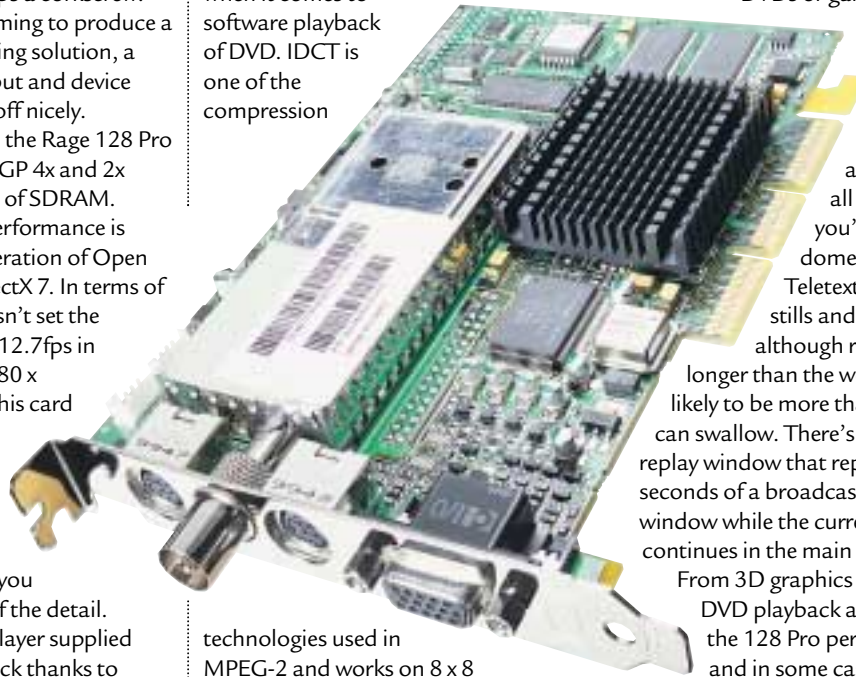 ming to produce a
ing solution, a
out and device
off nicely.
the Rage 128 Pro
GP 4x and 2x
of SDRAM.
erformance is
eration of Open
ectX 7. In terms of
sn't set the
12.7fps in
80 x
his card
you
f the detail.
layer supplied
ck thanks to
when it comes to
software playback
of DVD. IDCT is
one of the
compression
technologies used in
MPEG-2 and works on 8 x 8
a
all
you'
dome
Teletext
stills and
although r
longer than the w
likely to be more tha
can swallow. There's
replay window that rep
seconds of a broadcas
window while the curre
continues in the main
From 3D graphics
DVD playback a
the 128 Pro per
and in some ca